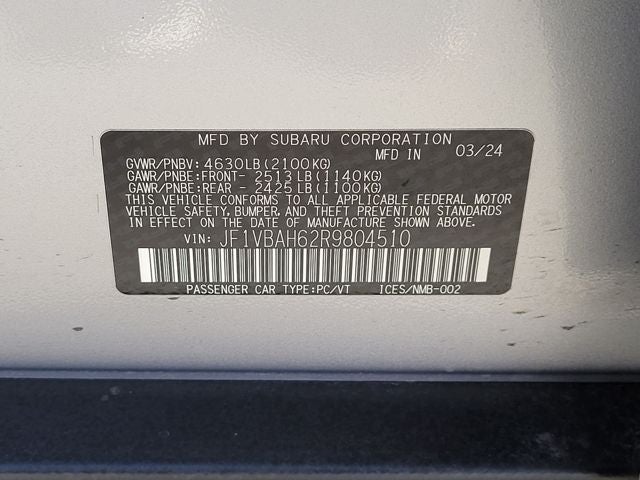 MFD BY SUBARU CORPORATION
MFD IN 03/24
GVWR/PNBV: 4630LB(2100KG)
GAWR/PNBE:FRONT- 2513LB(1140KG)
GAWR/PNBE:REAR - 2425LB(1100KG)
THIS VEHICLE CONFORMS TO ALL APPLICABLE FEDERAL MOTOR
VEHICLE SAFETY, BUMPER, AND THEFT PREVENTION STANDARDS
IN EFFECT ON THE DATE OF MANUFACTURE SHOWN ABOVE.
VIN: JF1VBAH62R9804510
PASSENGER CAR TYPE:PC/VT ICES/NMB-002